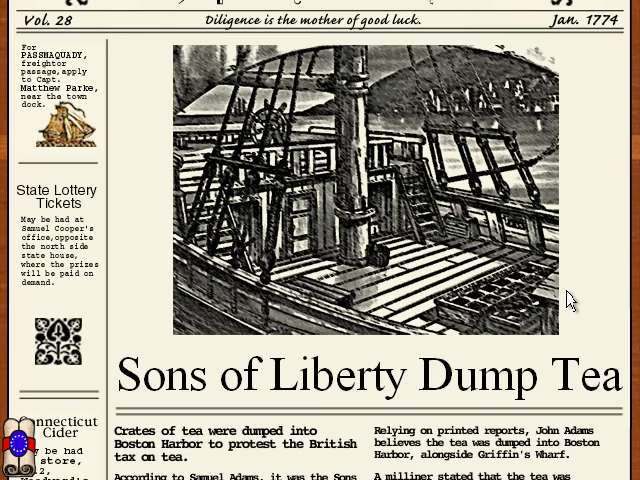 Vol. 28
Diligence is the mother of good luck.
Jan. 1774
For
PASSMAQUADY,
freightor
passage,apply
to Capt.
Matthew Parke,
near the town
dock.
State Lottery
Tickets
May be had at
Samuel Cooper's
office,opposite
the north side
state house,
where the prizes
will be paid on
demand.
Connecticut
Cider
be had
store,
Sons of Liberty Dump Tea
Crates of tea were dumped into
Boston Harbor to protest the British
tax on tea.
According to Samuel Adams, it was the Sons
Relying on printed reports, John Adams
believes the tea was dumped into Boston
Harbor, alongside Griffin's Wharf.
A milliner stated that the tea was